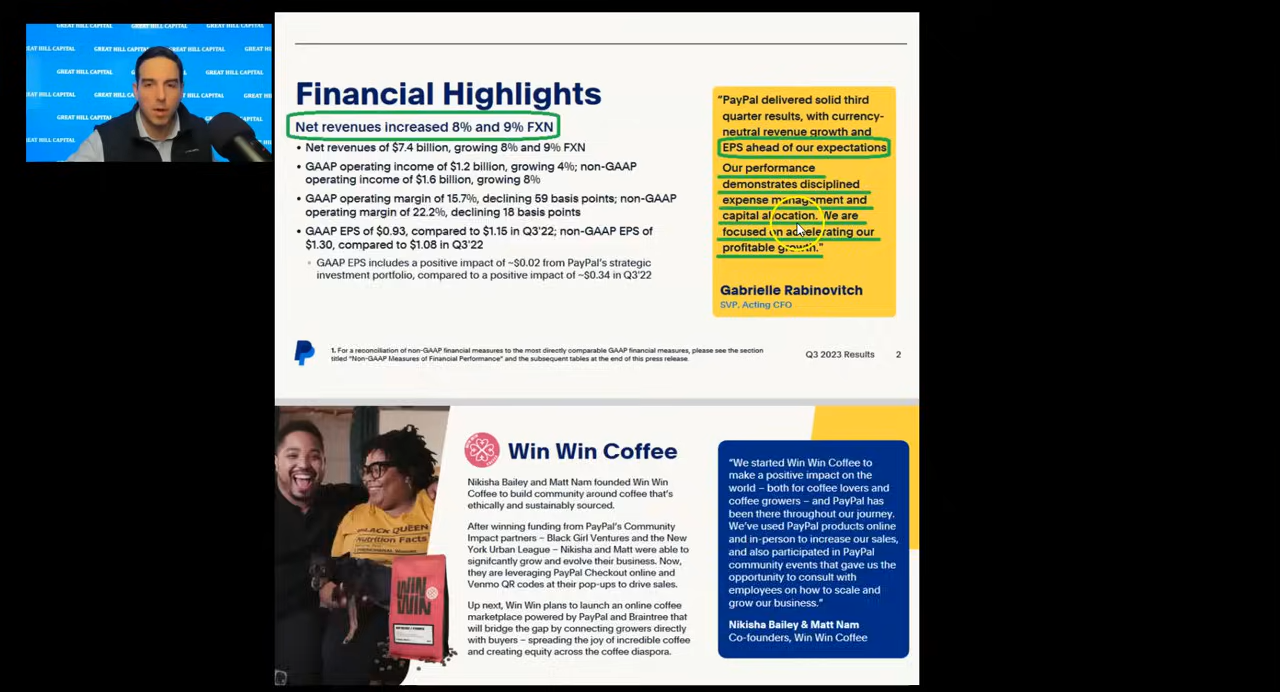 GREAT HILL CAPITAL
GREAT HILL CAPITAL
GREAT HILL CAPITAL
GREAT HILL CAPITAL
Financial Highlights
Net revenues increased 8% and 9% FXN
• Net revenues of $7.4 billion, growing 8% and 9% FXN
• GAAP operating income of $1.2 billion, growing 4%; non-GAAP
operating income of $1.6 billion, growing 8%
• GAAP operating margin of 15.7%, declining 59 basis points; non-GAAP
operating margin of 22.2%, declining 18 basis points
• GAAP EPS of $0.93, compared to $1.15 in Q3'22; non-GAAP EPS of
$1.30, compared to $1.08 in Q3'22
GAAP EPS includes a positive impact of ~$0.02 from PayPal's strategic
investment portfolio, compared to a positive impact of ~$0.34 in Q3'22
"PayPal delivered solid third
quarter results, with currency-
neutral revenue growth and
EPS ahead of our expectations
Our performance
demonstrates disciplined
expense management and
capital allocation. We are
focused on accelerating our
profitable growth."
Gabrielle Rabinovitch
SVP, Acting CFO
1. For a reconciliation of non-GAAP financial measures to the most directly comparable GAAP financial measures, please see the section
titled "Non-GAAP Measures of Financial Performance" and the subsequent tables at the end of this press release.
Q3 2023 Results 2
Win Win Coffee
Nikisha Bailey and Matt Nam founded Win Win
Coffee to build community around coffee that's
ethically and sustainably sourced.
After winning funding from PayPal's Community
Impact partners – Black Girl Ventures and the New
York Urban League – Nikisha and Matt were able to
significantly grow and evolve their business. Now,
they are leveraging PayPal Checkout online and
Venmo QR codes at their pop-ups to drive sales.
Up next, Win Win plans to launch an online coffee
marketplace powered by PayPal and Braintree that
will bridge the gap by connecting growers directly
with buyers – spreading the joy of incredible coffee
and creating equity across the coffee diaspora.
"We started Win Win Coffee to
make a positive impact on the
world – both for coffee lovers and
coffee growers – and PayPal has
been there throughout our journey.
We've used PayPal products online
and in-person to increase our sales,
and also participated in PayPal
community events that gave us the
opportunity to consult with
employees on how to scale and
grow our business."
Nikisha Bailey & Matt Nam
Co-founders, Win Win Coffee
BLACK QUEEN
Nutrition Facts
WIN
WIN